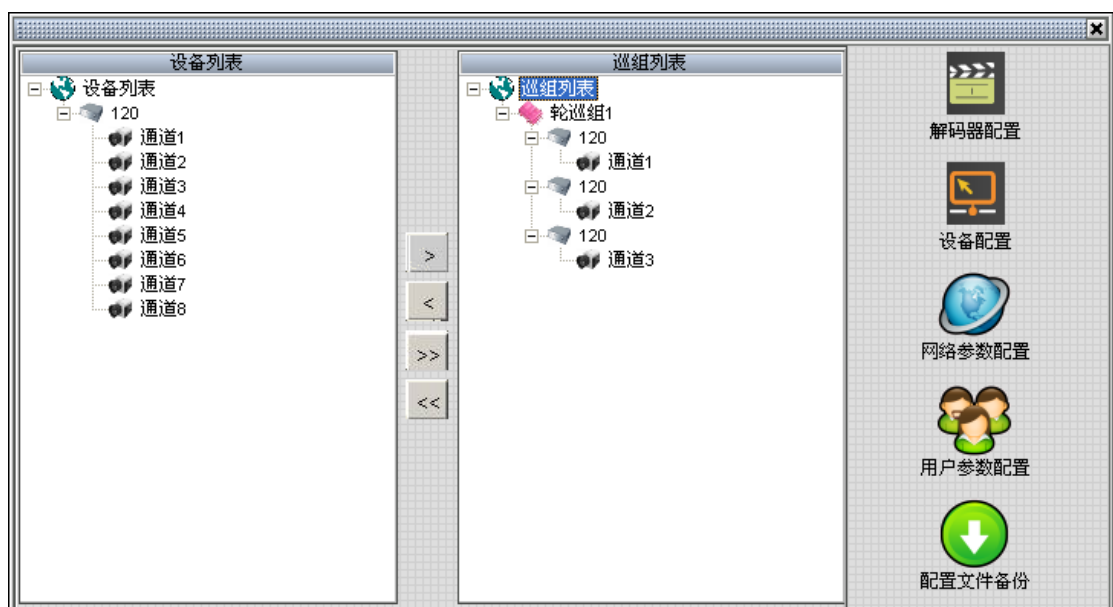 设备列表
设备列表
120
通道1
通道2
通道3
通道4
通道5
通道6
通道7
通道8
>
<
>>
<<
巡组列表
巡组列表
轮巡组1
120
通道1
120
通道2
120
通道3
解码器配置
设备配置
网络参数配置
用户参数配置
配置文件备份